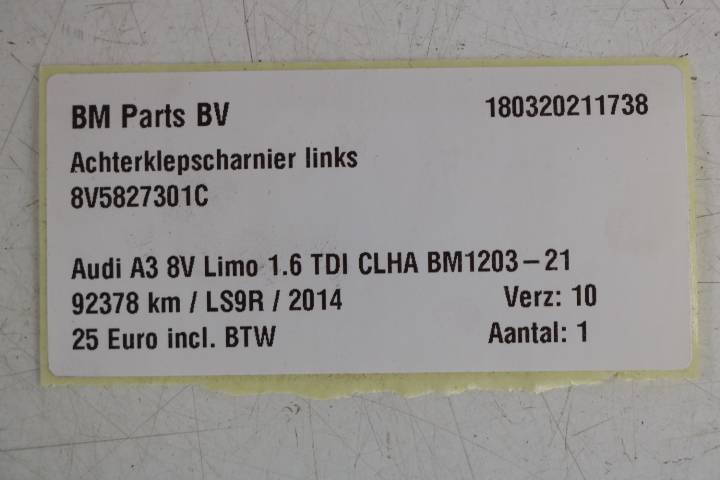 BM Parts BV 180320211738
Achterklepscharnier links
8V5827301C
Audi A3 8V Limo 1.6 TDI CLHA BM1203-21
92378 km / LS9R / 2014 Verz: 10
25 Euro incl. BTW Aantal: 1